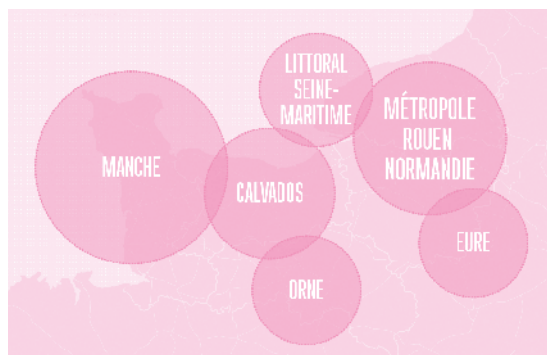 LITTORAL
SEINE-
MARITIME
MÉTROPOLE
ROUEN
NORMANDIE
MANCHE
CALVADOS
EURE
ORNE